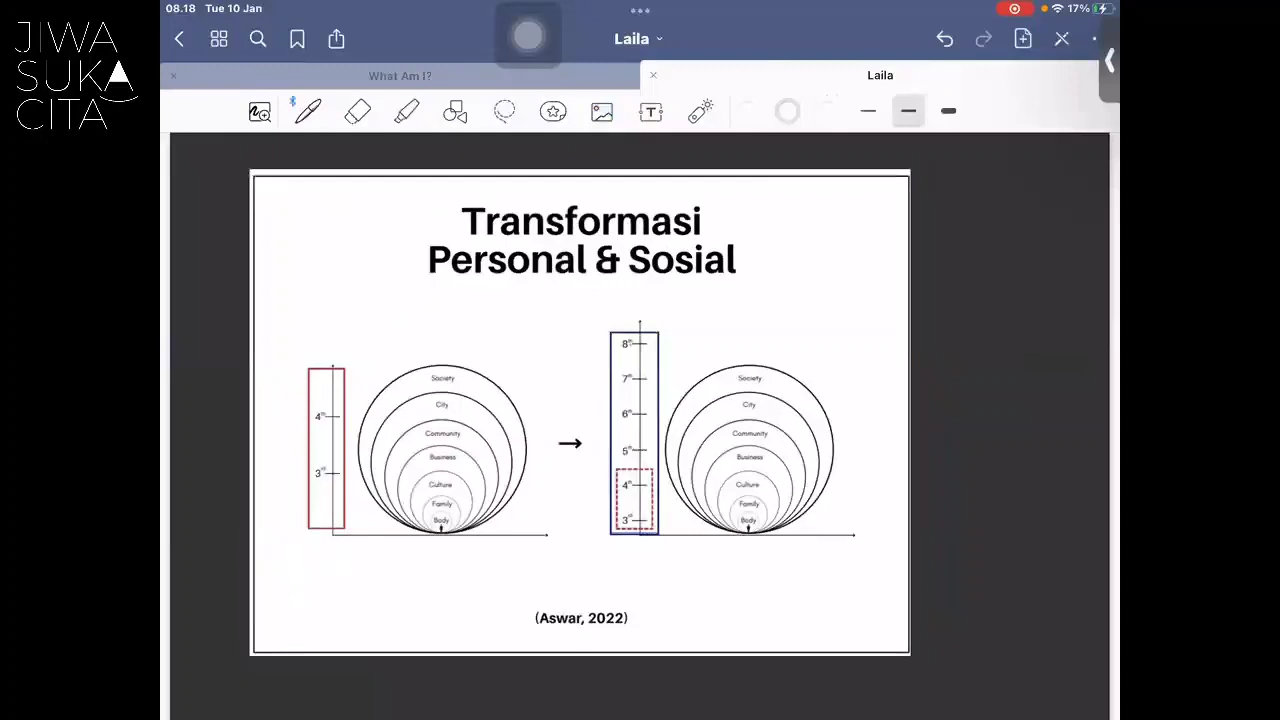 JIWA
SUKA
CITA
08.18 Tue 10 Jan
17%
Laila
What Am I?
Laila
T
Transformasi
Personal & Sosial
4th
3rd
Society
City
Community
Business
Culture
Family
Body
→
8th
7th
6th
5th
4th
3rd
Society
City
Community
Business
Culture
Family
Body
(Aswar, 2022)